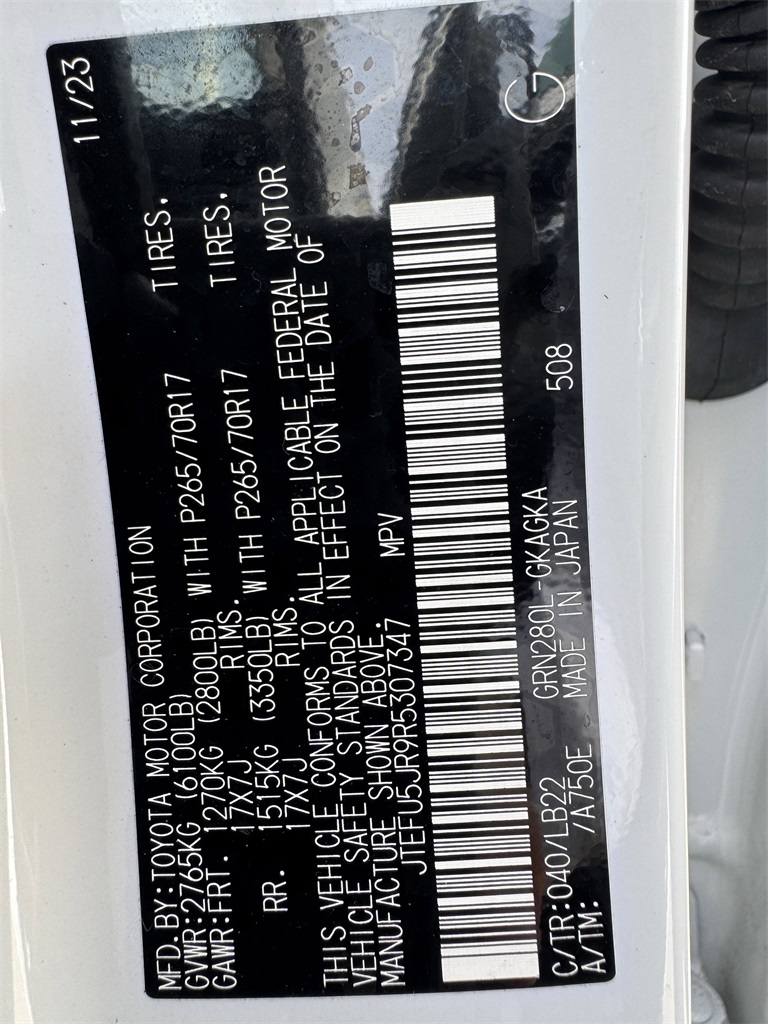 11/23
MFD.BY:TOYOTA MOTOR CORPORATION
GVWR:2765KG (6100LB)
GAWR:FRT. 1270KG (2800LB) WITH P265/70R17 TIRES.
17X7J RIMS.
RR. 1515KG (3350LB) WITH P265/70R17 TIRES.
17X7J RIMS.
THIS VEHICLE CONFORMS TO ALL APPLICABLE FEDERAL MOTOR
VEHICLE SAFETY STANDARDS IN EFFECT ON THE DATE OF
MANUFACTURE SHOWN ABOVE.
JTEFU5JR9R5307347 MPV
C/TR:040/LB22 GRN280L-GKAGKA 508
A/TM: /A750E MADE IN JAPAN
G